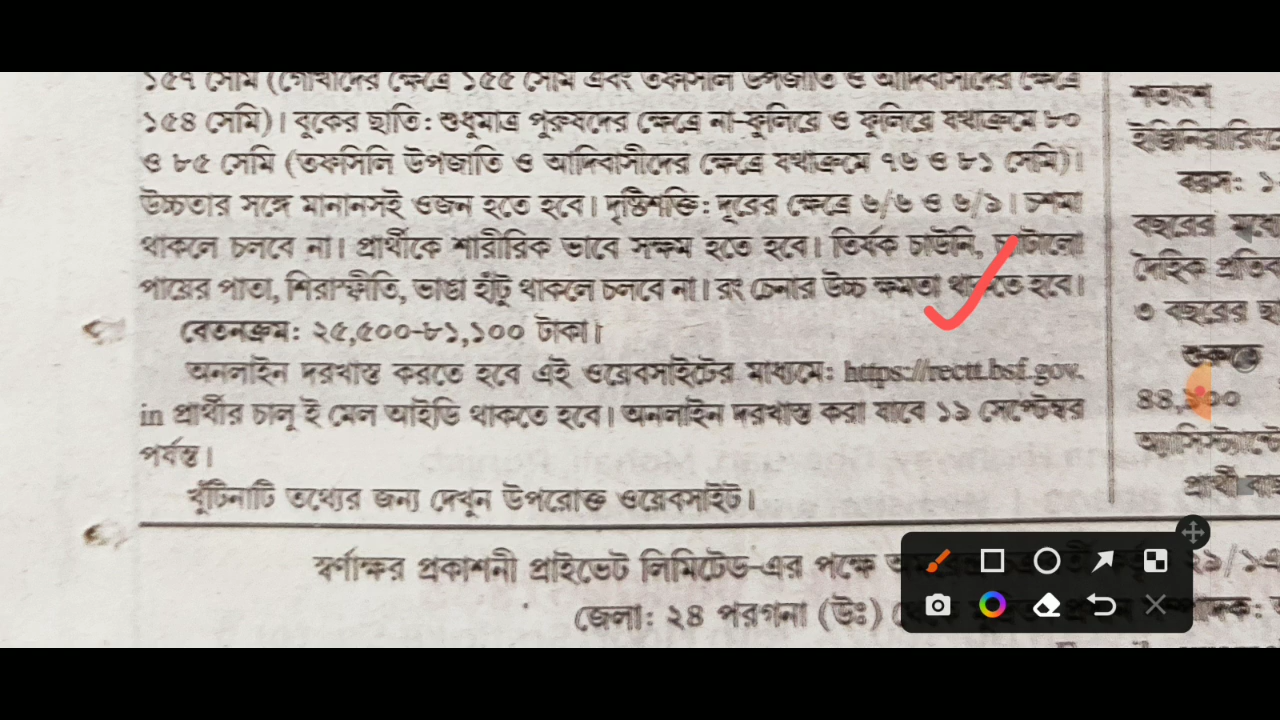 ১৫৭ সেমি (গোর্খাদের ক্ষেত্রে ১৫৫ সেমি এবং তফসিলি উপজাতি ও আদিবাসীদের ক্ষেত্রে
১৫৪ সেমি)। বুকের ছাতি: শুধুমাত্র পুরুষদের ক্ষেত্রে না-ফুলিয়ে ও ফুলিয়ে যথাক্রমে ৮০
ও ৮৫ সেমি (তফসিলি উপজাতি ও আদিবাসীদের ক্ষেত্রে যথাক্রমে ৭৬ ও ৮১ সেমি)।
উচ্চতার সঙ্গে মানানসই ওজন হতে হবে। দৃষ্টিশক্তি: দূরের ক্ষেত্রে ৬/৬ ও ৬/৯। চশমা
থাকলে চলবে না। প্রার্থীকে শারীরিক ভাবে সক্ষম হতে হবে। তির্যক চাউনি,
পায়ের পাতা, শিরাস্ফীতি, ভাঙা হাঁটু থাকলে চলবে না। রং চেনার উচ্চ ক্ষমতা থাকতে হবে।
বেতনক্রম: ২৫,৫০০-৮১,১০০ টাকা।
অনলাইন দরখাস্ত করতে হবে এই ওয়েবসাইটের মাধ্যমে: https://rectt.bsf.gov.
in প্রার্থীর চালু ই মেল আইডি থাকতে হবে। অনলাইন দরখাস্ত করা যাবে ১৯ সেপ্টেম্বর
পর্যন্ত।
খুঁটিনাটি তথ্যের জন্য দেখুন উপরোক্ত ওয়েবসাইট।
স্বর্ণাক্ষর প্রকাশনী প্রাইভেট লিমিটেড-এর পক্ষে
জেলা: ২৪ পরগনা (উঃ)
শতাংশ
বয়স:
বছরের মধ্যে
দৈহিক
৩ বছরের
শুরুতে
প্রার্থী